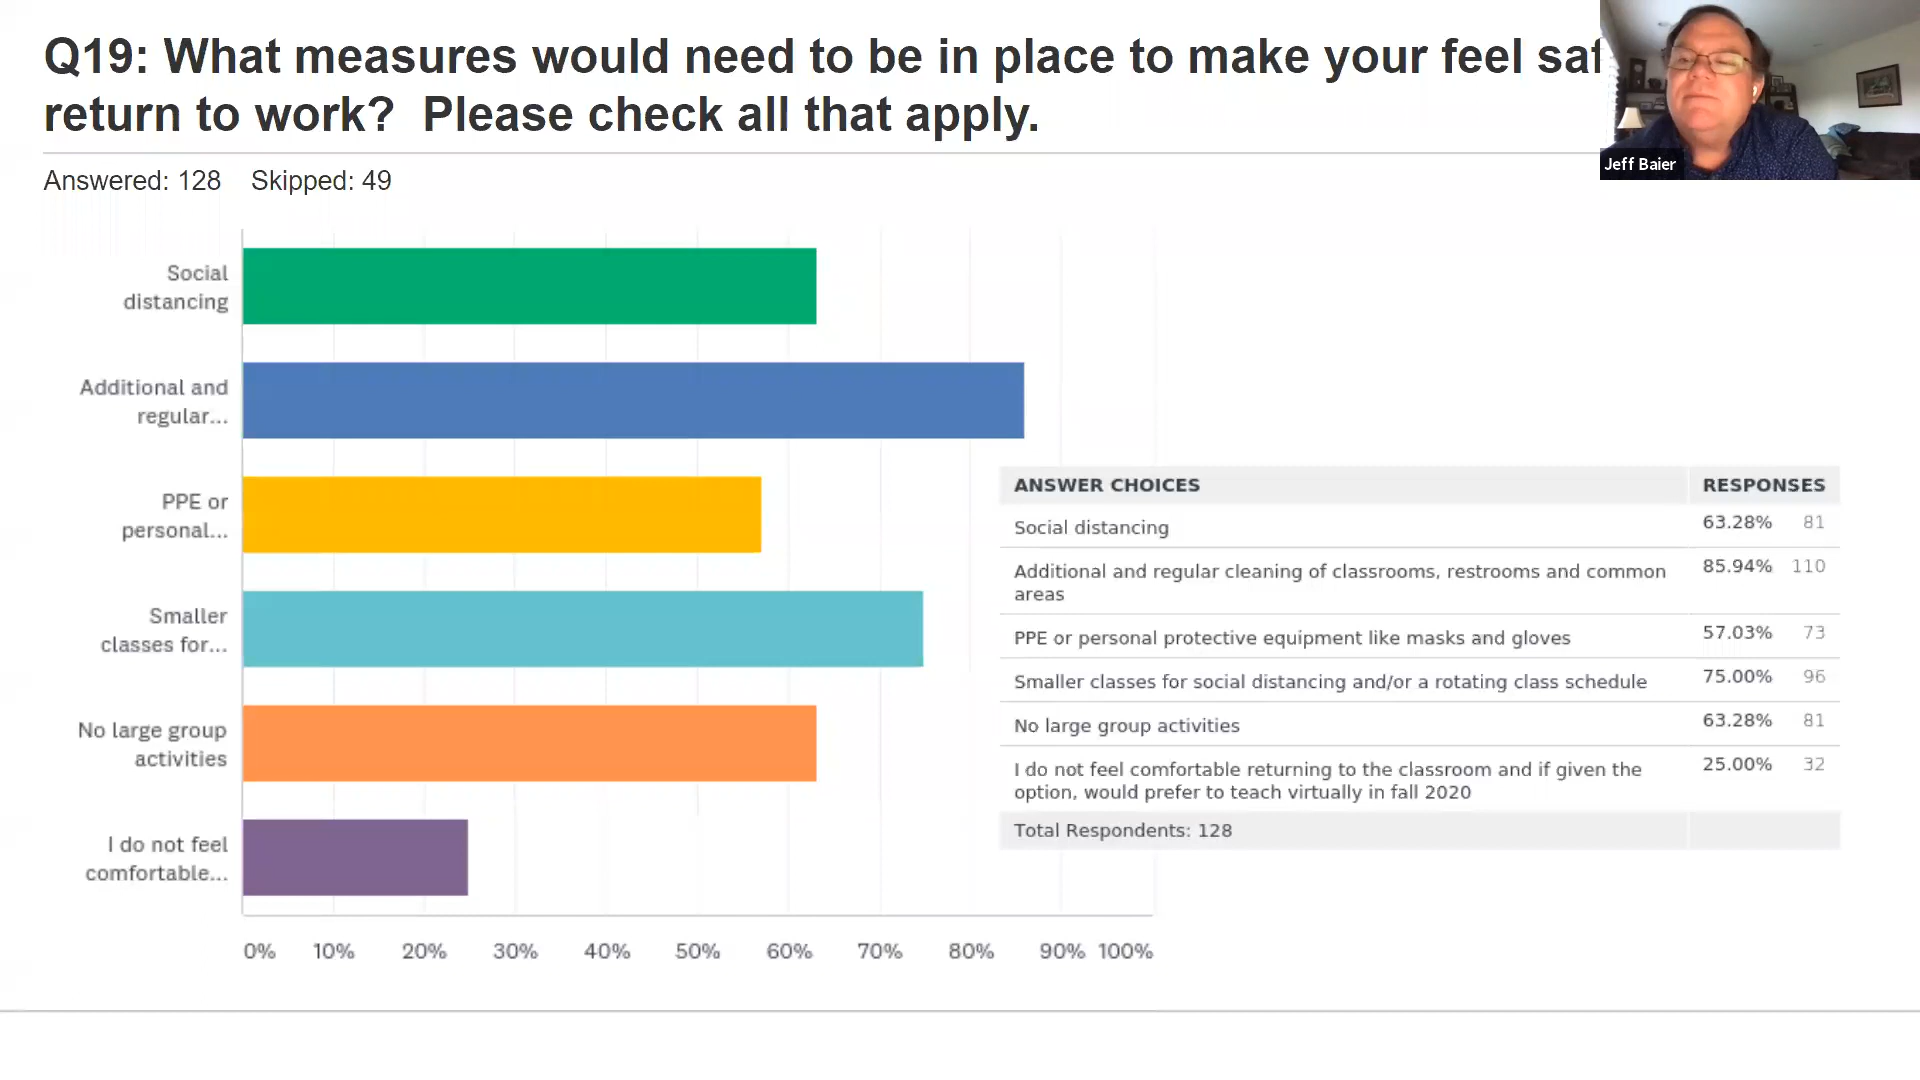 Q19: What measures would need to be in place to make your feel
return to work?  Please check all that apply.
Jeff Baier
Answered: 128    Skipped: 49
Social
distancing
Additional and
regular...
PPE or
personal...
Smaller
classes for...
No large group
activities
I do not feel
comfortable...
0% 10% 20% 30% 40% 50% 60% 70% 80% 90% 100%
ANSWER CHOICES RESPONSES
Social distancing 63.28% 81
Additional and regular cleaning of classrooms, restrooms and common 85.94% 110
areas
PPE or personal protective equipment like masks and gloves 57.03% 73
Smaller classes for social distancing and/or a rotating class schedule 75.00% 96
No large group activities 63.28% 81
I do not feel comfortable returning to the classroom and if given the 25.00% 32
option, would prefer to teach virtually in fall 2020
Total Respondents: 128